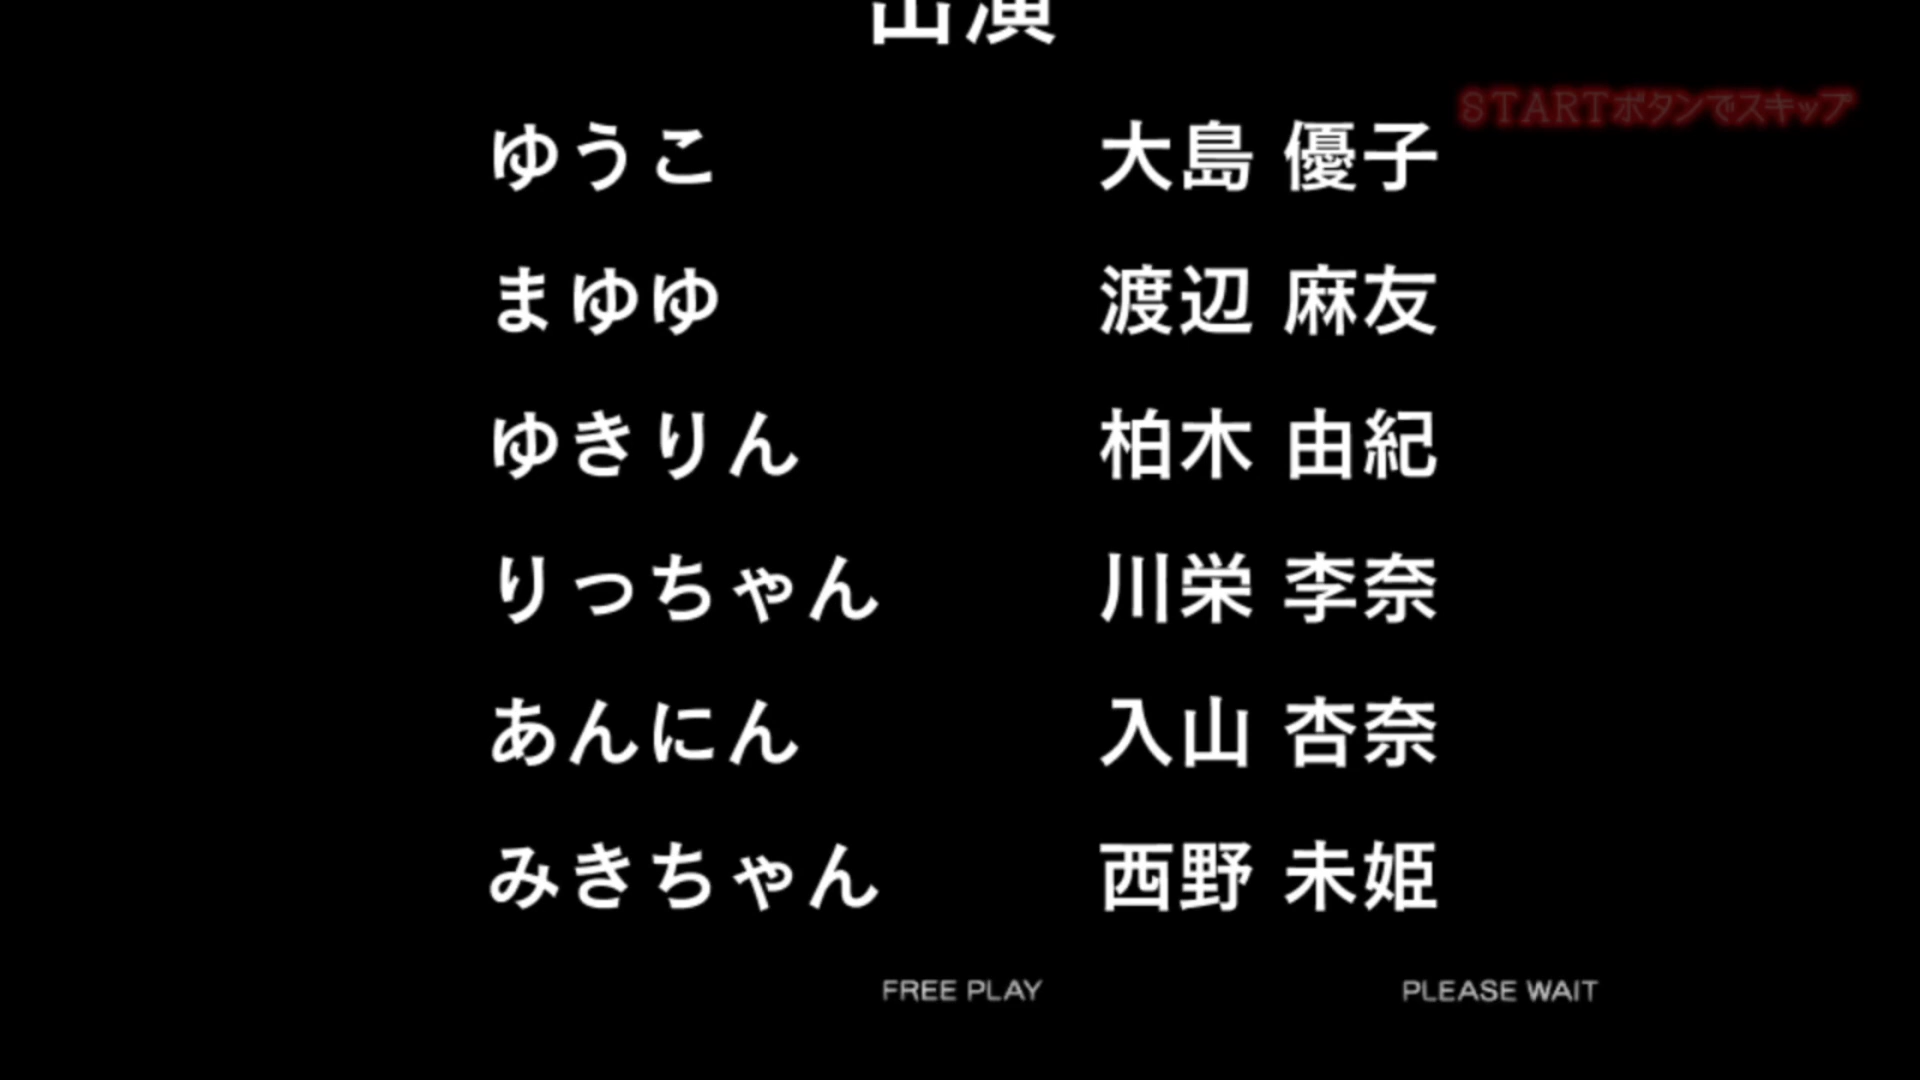 出演
STARTボタンでスキップ
ゆうこ 大島 優子
まゆゆ 渡辺 麻友
ゆきりん 柏木 由紀
りっちゃん 川栄 李奈
あんにん 入山 杏奈
みきちゃん 西野 未姫
FREE PLAY PLEASE WAIT